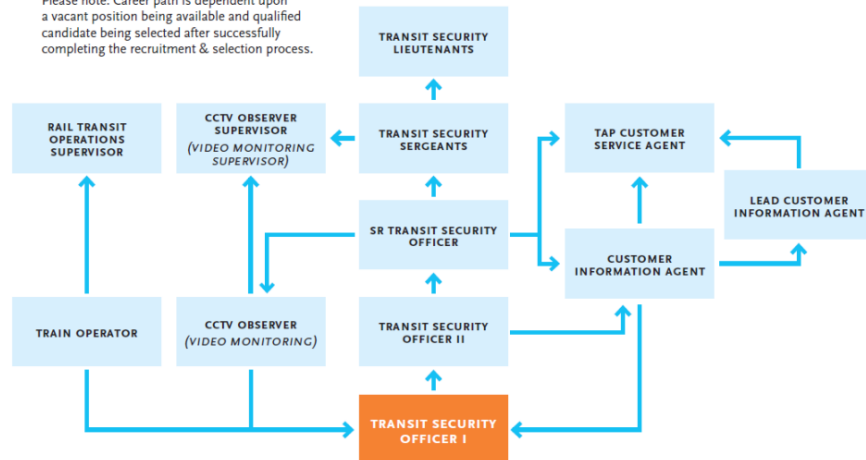 Please note: Career path is dependent upon
a vacant position being available and qualified
candidate being selected after successfully
completing the recruitment & selection process.
TRANSIT SECURITY
LIEUTENANTS
RAIL TRANSIT
OPERATIONS
SUPERVISOR
CCTV OBSERVER
SUPERVISOR
(VIDEO MONITORING
SUPERVISOR)
TRANSIT SECURITY
SERGEANTS
TAP CUSTOMER
SERVICE AGENT
LEAD CUSTOMER
INFORMATION AGENT
SR TRANSIT SECURITY
OFFICER
CUSTOMER
INFORMATION AGENT
TRAIN OPERATOR
CCTV OBSERVER
(VIDEO MONITORING)
TRANSIT SECURITY
OFFICER II
TRANSIT SECURITY
OFFICER I